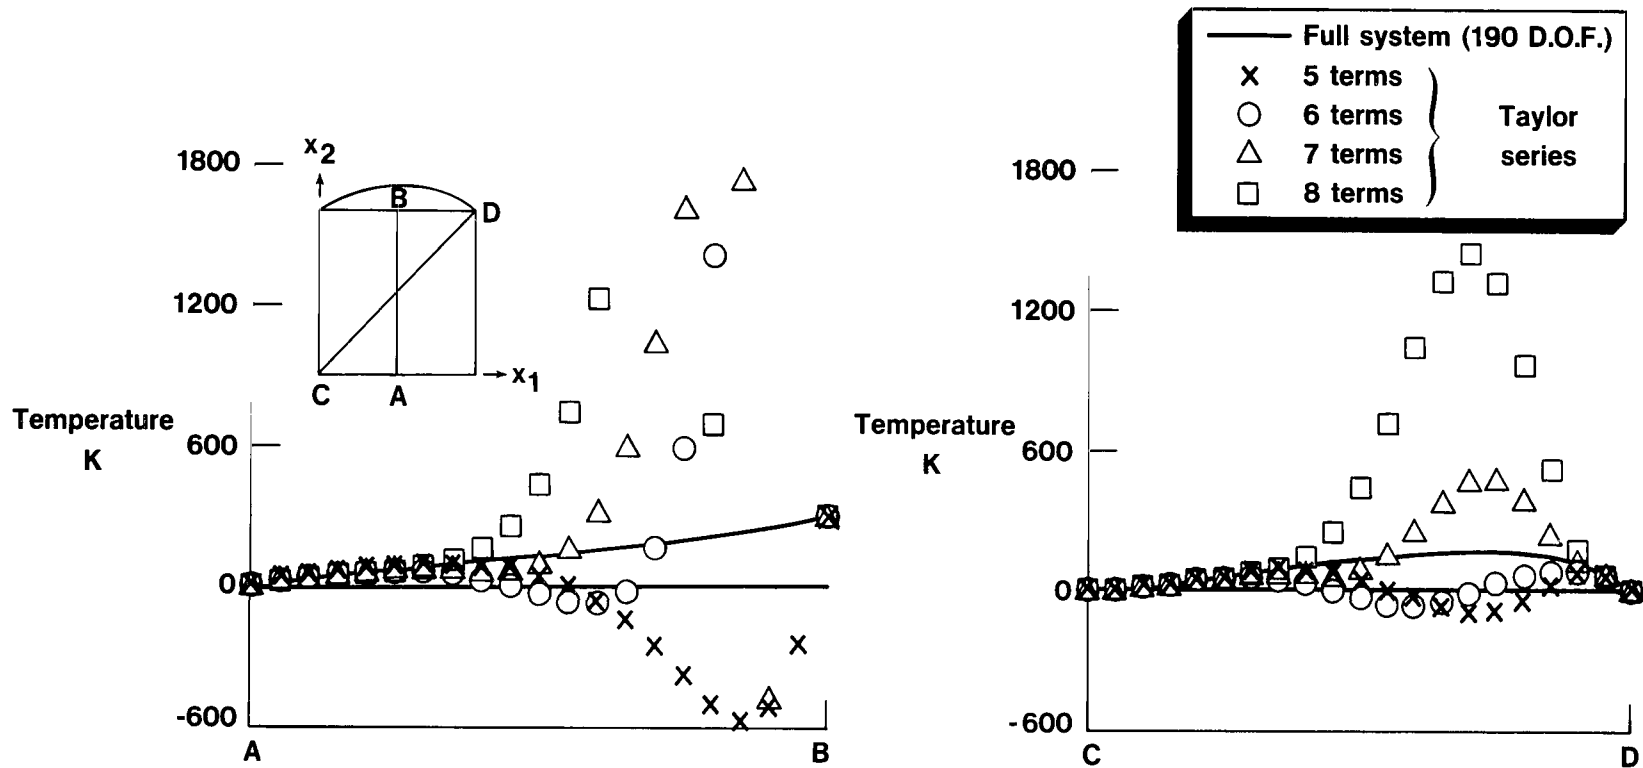 Full system (190 D.O.F.)
5 terms
6 terms
7 terms
8 terms
Taylor
series
x2
1800
B
D
1200
C
A
x1
Temperature
K
600
0
-600
A
B
1800
1200
Temperature
K
600
0
-600
C
D